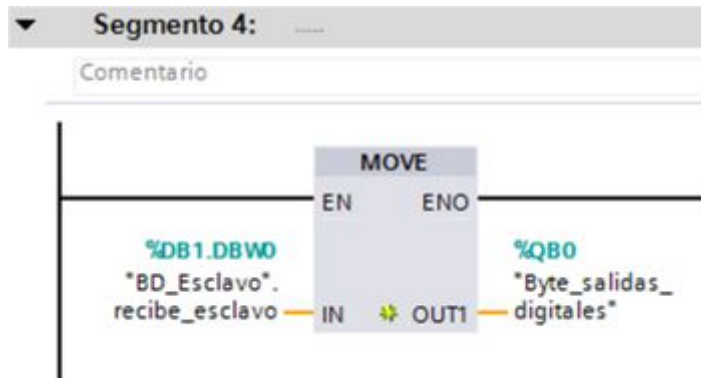 Segmento 4: .....
Comentario
MOVE
EN ENO
%DB1.DBW0
"BD_Esclavo".
recibe_esclavo
IN OUT1
%QB0
"Byte_salidas_
digitales"